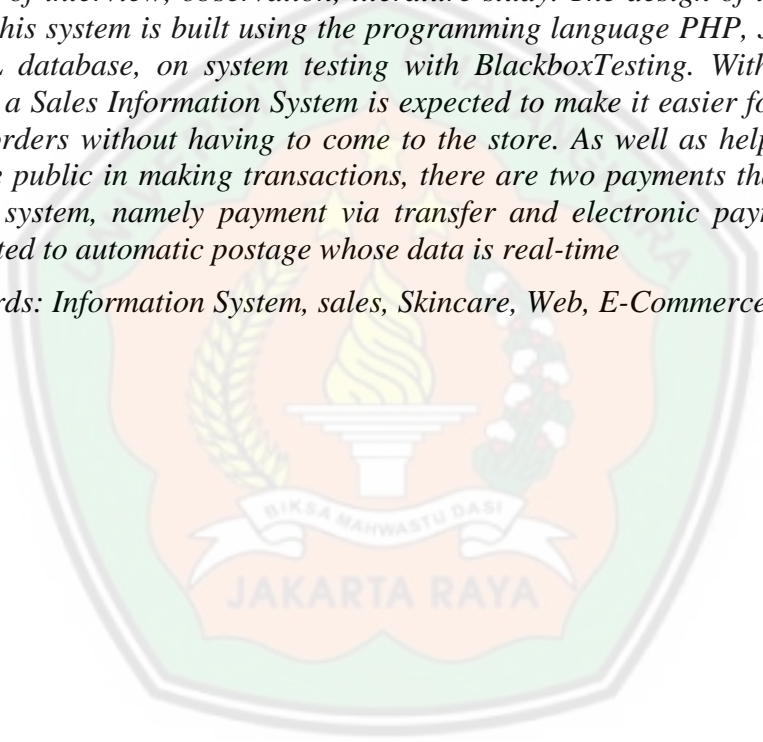 of interview, observation, literature study. The design of
his system is built using the programming language PHP, J
database, on system testing with BlackboxTesting. With
a Sales Information System is expected to make it easier fo
orders without having to come to the store. As well as help
public in making transactions, there are two payments tha
system, namely payment via transfer and electronic pay
ted to automatic postage whose data is real-time
rds: Information System, sales, Skincare, Web, E-Commerce
BIKSA MAHWASTU DASI
JAKARTA RAYA